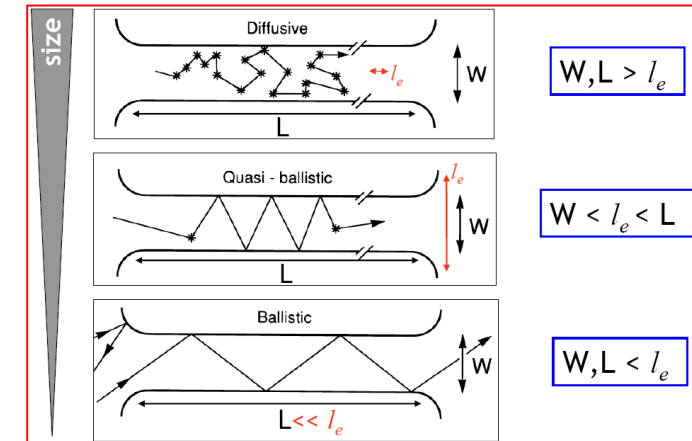 size
Diffusive
l_e
W
L
W,L > l_e
Quasi - ballistic
l_e
W
L
W < l_e < L
Ballistic
W
L<< l_e
W,L < l_e